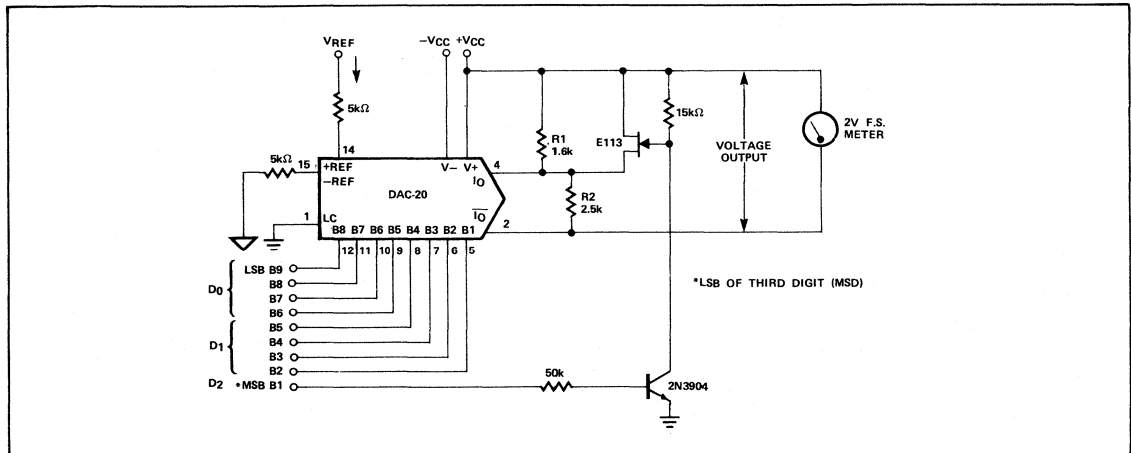 VREF
−VCC +VCC
5kΩ
14
5kΩ
15
+REF
−REF
V− V+
4
IO
DAC-20
R1
1.6k
E113
15kΩ
VOLTAGE
OUTPUT
2V F.S.
METER
R2
2.5k
1
LC
IO
2
B8 B7 B6 B5 B4 B3 B2 B1
12 11 10 9 8 7 6 5
LSB B9
B8
D0
B7
B6
B5
D1
B4
B3
B2
D2 *MSB B1
*LSB OF THIRD DIGIT (MSD)
50k
2N3904